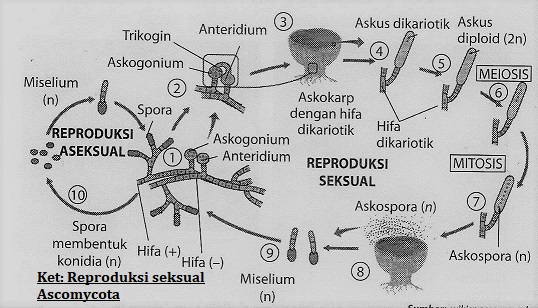 Trikogin
Anteridium
Askogonium
Miselium
(n)
Spora
REPRODUKSI
ASEKSUAL
1
2
3
4
5
6
7
8
9
10
Askus dikariotik
Askus
diploid (2n)
MEIOSIS
Askokarp
dengan hifa
dikariotik
Hifa
dikariotik
Askogonium
Anteridium
REPRODUKSI
SEKSUAL
MITOSIS
Askospora (n)
Askospora (n)
Spora
membentuk
konidia (n)
Hifa (+)
Hifa (–)
Miselium
(n)
Ket: Reproduksi seksual
Ascomycota